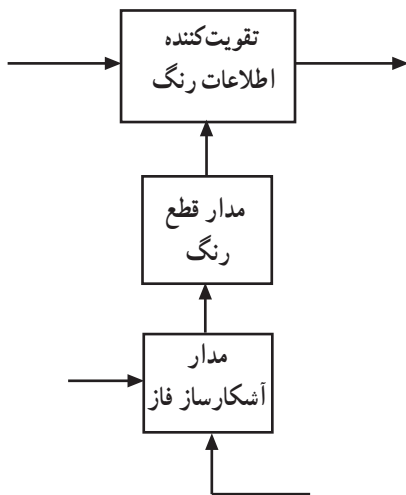 تقویت‌کننده
اطلاعات رنگ
مدار قطع
رنگ
مدار
آشکارساز فاز